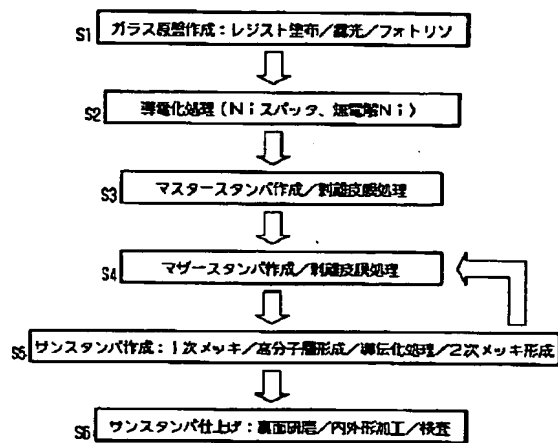 S1 ガラス原盤作成：レジスト塗布／露光／フォトリソ
S2 導電化処理（Ｎｉスパッタ、無電解Ｎｉ）
S3 マスタースタンパ作成／剥離皮膜処理
S4 マザースタンパ作成／剥離皮膜処理
S5 サンスタンパ作成：１次メッキ／高分子層形成／導伝化処理／２次メッキ形成
S6 サンスタンパ仕上げ：裏面研磨／内外形加工／検査